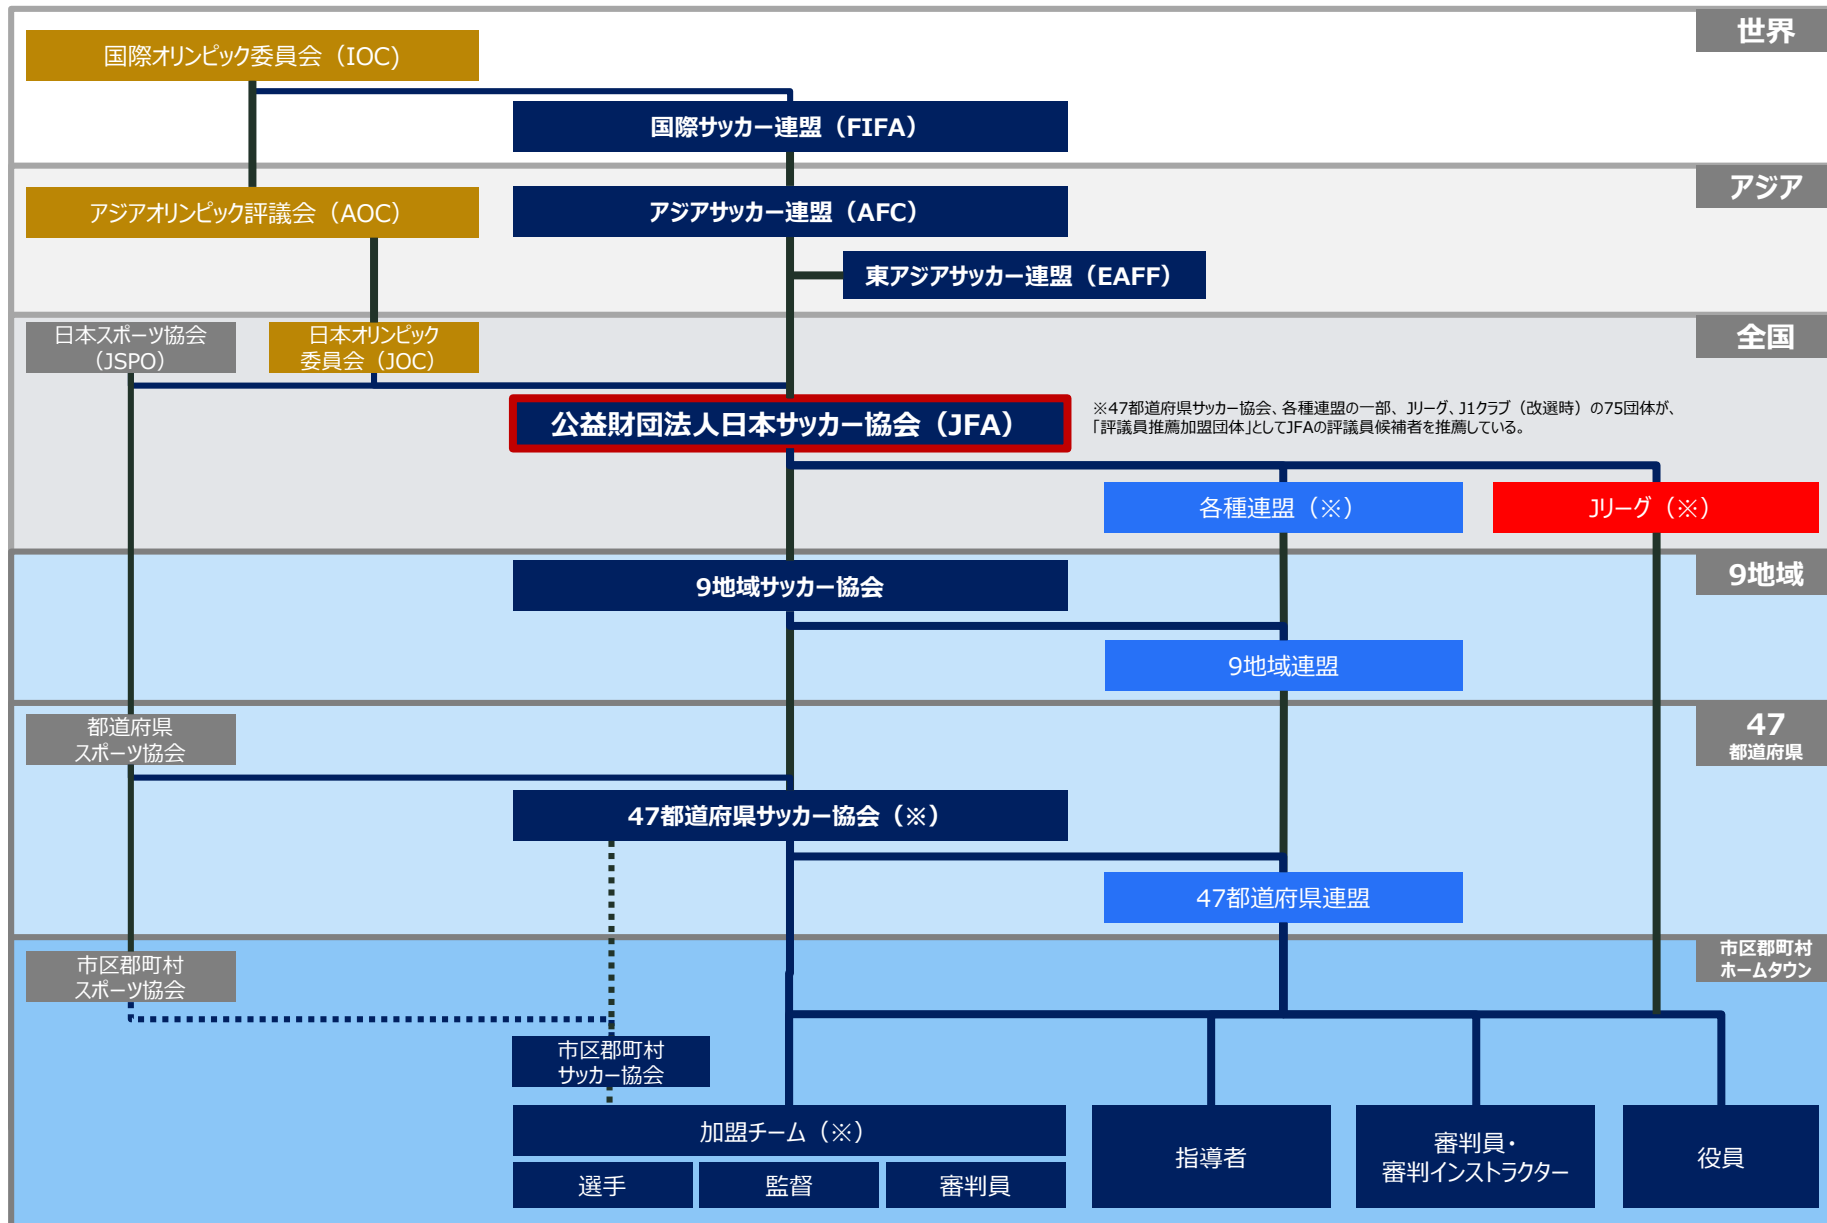 世界
国際オリンピック委員会（IOC）
国際サッカー連盟（FIFA）
アジア
アジアオリンピック評議会（AOC）
アジアサッカー連盟（AFC）
東アジアサッカー連盟（EAFF）
全国
日本スポーツ協会
（JSPO）
日本オリンピック
委員会（JOC）
公益財団法人日本サッカー協会（JFA）
※47都道府県サッカー協会、各種連盟の一部、Jリーグ、J1クラブ（改選時）の75団体が、
「評議員推薦加盟団体」としてJFAの評議員候補者を推薦している。
各種連盟（※）
Jリーグ（※）
9地域
9地域サッカー協会
9地域連盟
47
都道府県
都道府県
スポーツ協会
47都道府県サッカー協会（※）
47都道府県連盟
市区郡町村
ホームタウン
市区郡町村
スポーツ協会
市区郡町村
サッカー協会
加盟チーム（※）
選手
監督
審判員
指導者
審判員・
審判インストラクター
役員